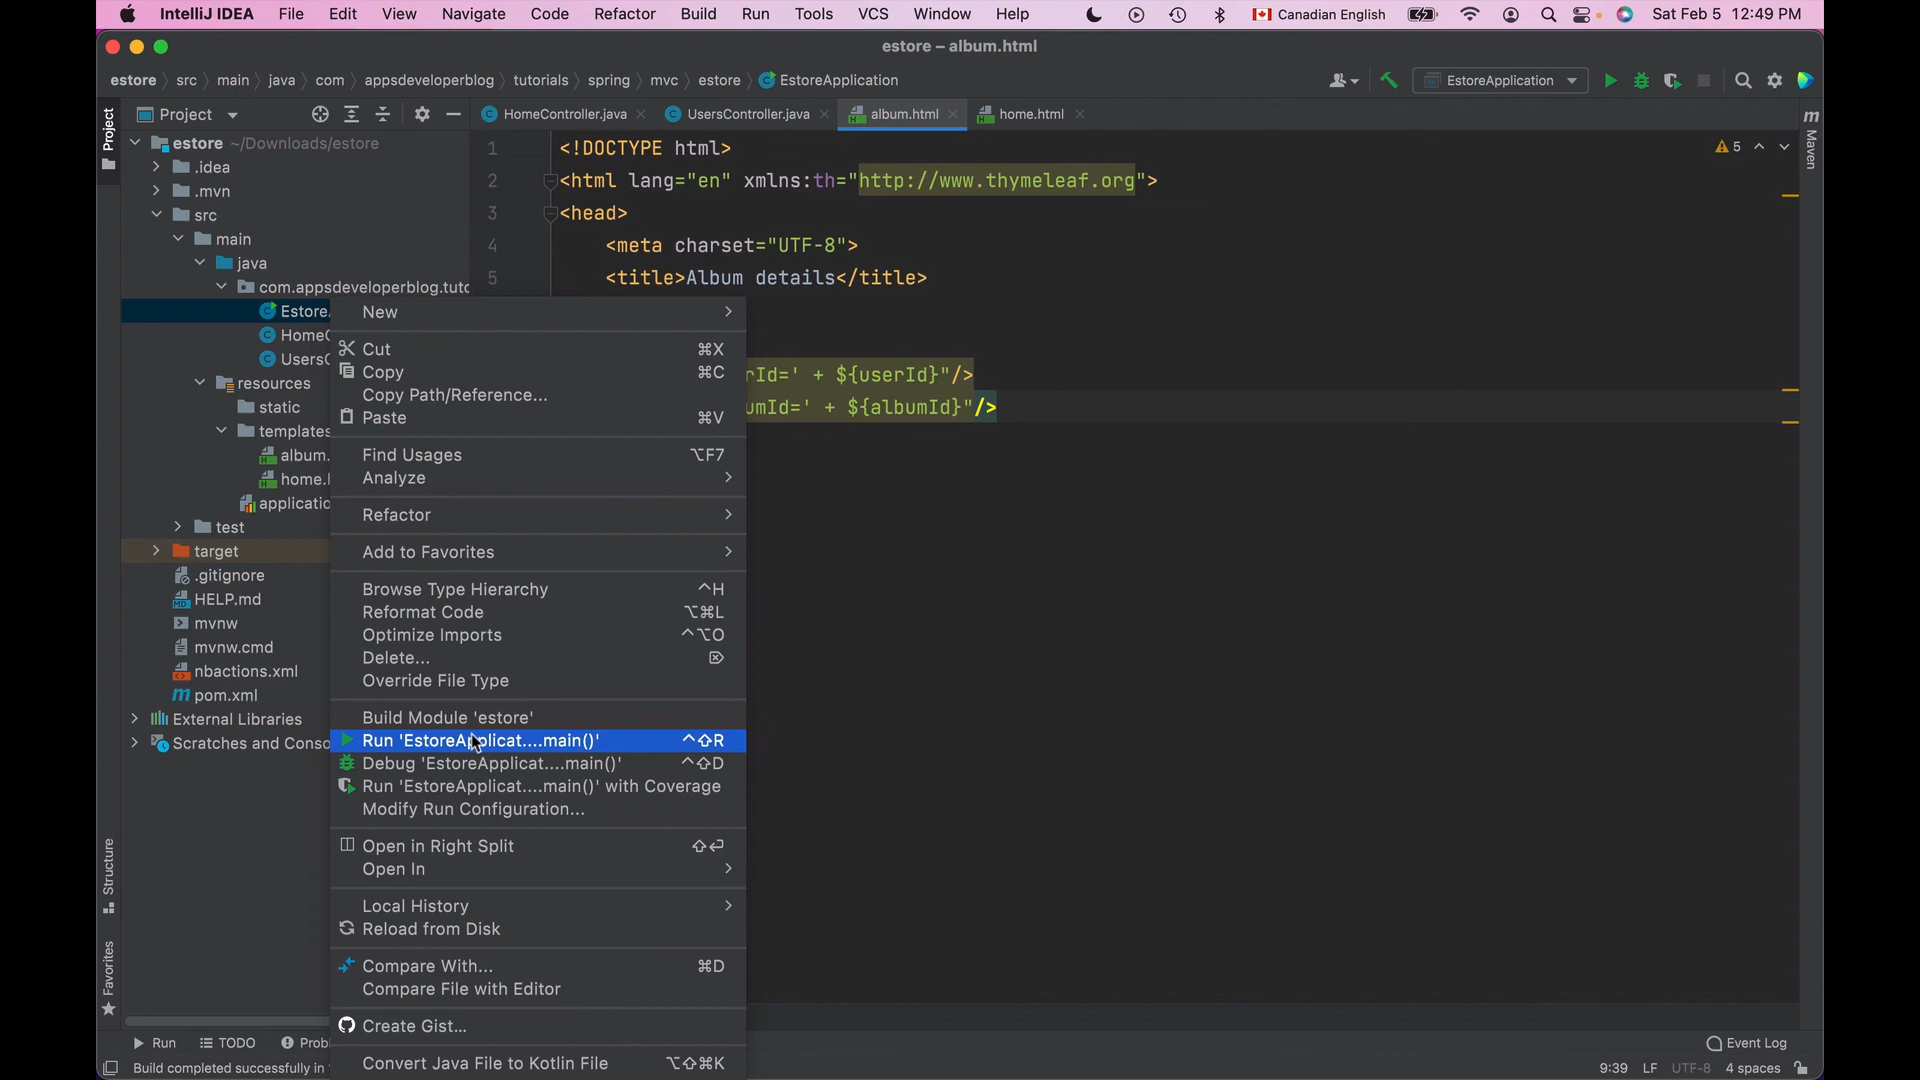 IntelliJ IDEA File Edit View Navigate Code Refactor Build Run Tools VCS Window Help Canadian English Sat Feb 5 12:49 PM
estore – album.html
estore src main java com appsdeveloperblog tutorials spring mvc estore EstoreApplication EstoreApplication
Project HomeController.java UsersController.java album.html home.html
Project
Maven
estore ~/Downloads/estore
.idea
.mvn
src
main
java
com.appsdeveloperblog.tuto
Estore
HomeC
UsersC
resources
static
templates
album.
home.
applicatio
test
target
.gitignore
HELP.md
mvnw
mvnw.cmd
nbactions.xml
pom.xml
External Libraries
Scratches and Conso
1 <!DOCTYPE html> 5
2 <html lang="en" xmlns:th="http://www.thymeleaf.org">
3 <head>
4 <meta charset="UTF-8">
5 <title>Album details</title>
rId=' + ${userId}"/>
umId=' + ${albumId}"/>
New
Cut ⌘X
Copy ⌘C
Copy Path/Reference...
Paste ⌘V
Find Usages ⌥F7
Analyze
Refactor
Add to Favorites
Browse Type Hierarchy ^H
Reformat Code ⌥⌘L
Optimize Imports ^⌥O
Delete... ⌦
Override File Type
Build Module 'estore'
Run 'EstoreApplicat....main()' ^⇧R
Debug 'EstoreApplicat....main()' ^⇧D
Run 'EstoreApplicat....main()' with Coverage
Modify Run Configuration...
Open in Right Split ⇧⏎
Open In
Local History
Reload from Disk
Compare With... ⌘D
Compare File with Editor
Create Gist...
Convert Java File to Kotlin File ⌥⇧⌘K
Structure
Favorites
Run TODO Prob Event Log
Build completed successfully in 9:39 LF UTF-8 4 spaces